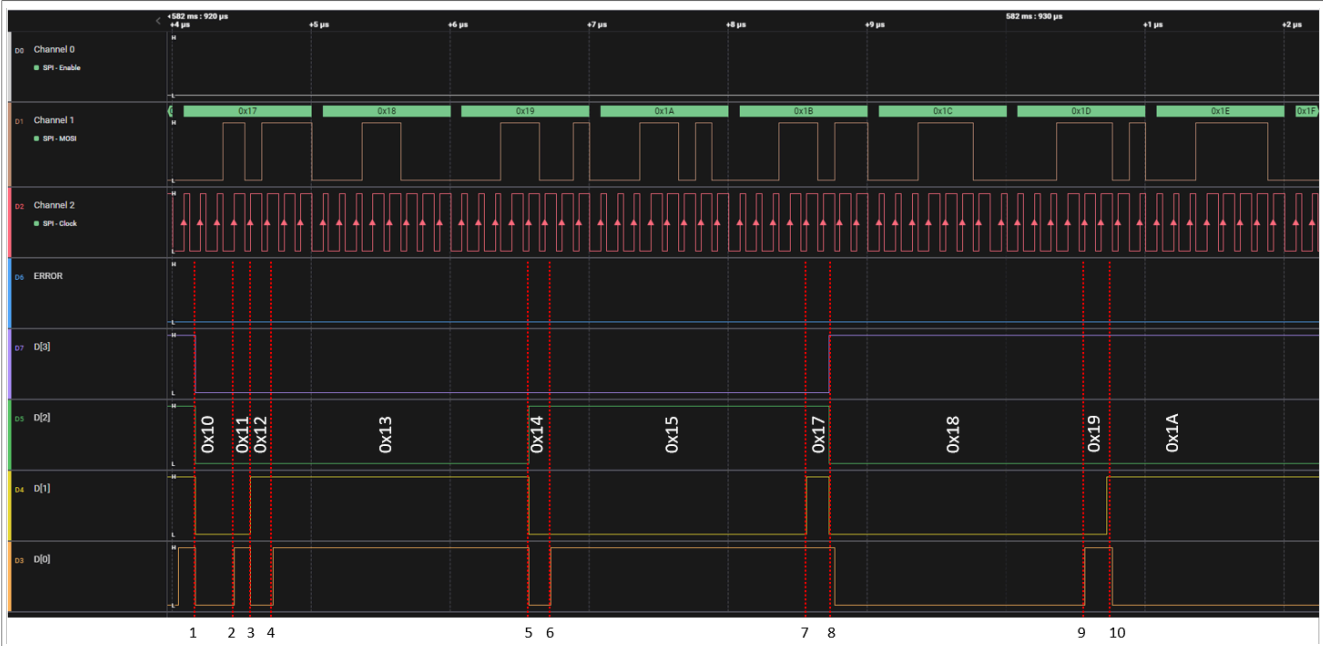 +582 ms : 920 µs
582 ms : 930 µs
+4 µs +5 µs +6 µs +7 µs +8 µs +9 µs +1 µs +2 µs
D0 Channel 0
SPI - Enable
H
L
0x17 0x18 0x19 0x1A 0x1B 0x1C 0x1D 0x1E 0x1F
D1 Channel 1
SPI - MOSI
H
L
D2 Channel 2
SPI - Clock
H
L
D6 ERROR
H
L
D7 D[3]
H
L
D5 D[2]
H
L
0x10 0x11 0x12 0x13 0x14 0x15 0x17 0x18 0x19 0x1A
D4 D[1]
H
L
D3 D[0]
H
L
1 2 3 4 5 6 7 8 9 10